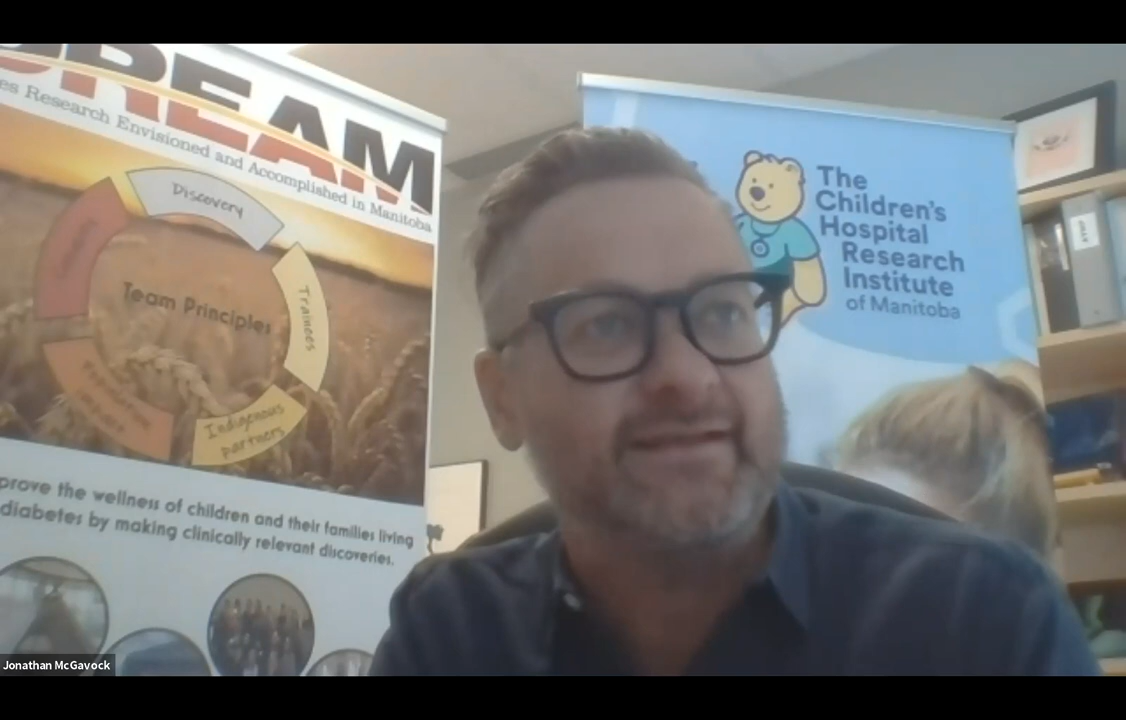 DREAM
es Research Envisioned and Accomplished in Manitoba
Discovery
Team Principles
Trainees
Indigenous
partners
prove the wellness of children and their families living
diabetes by making clinically relevant discoveries.
The
Children's
Hospital
Research
Institute
of Manitoba
Jonathan McGavock